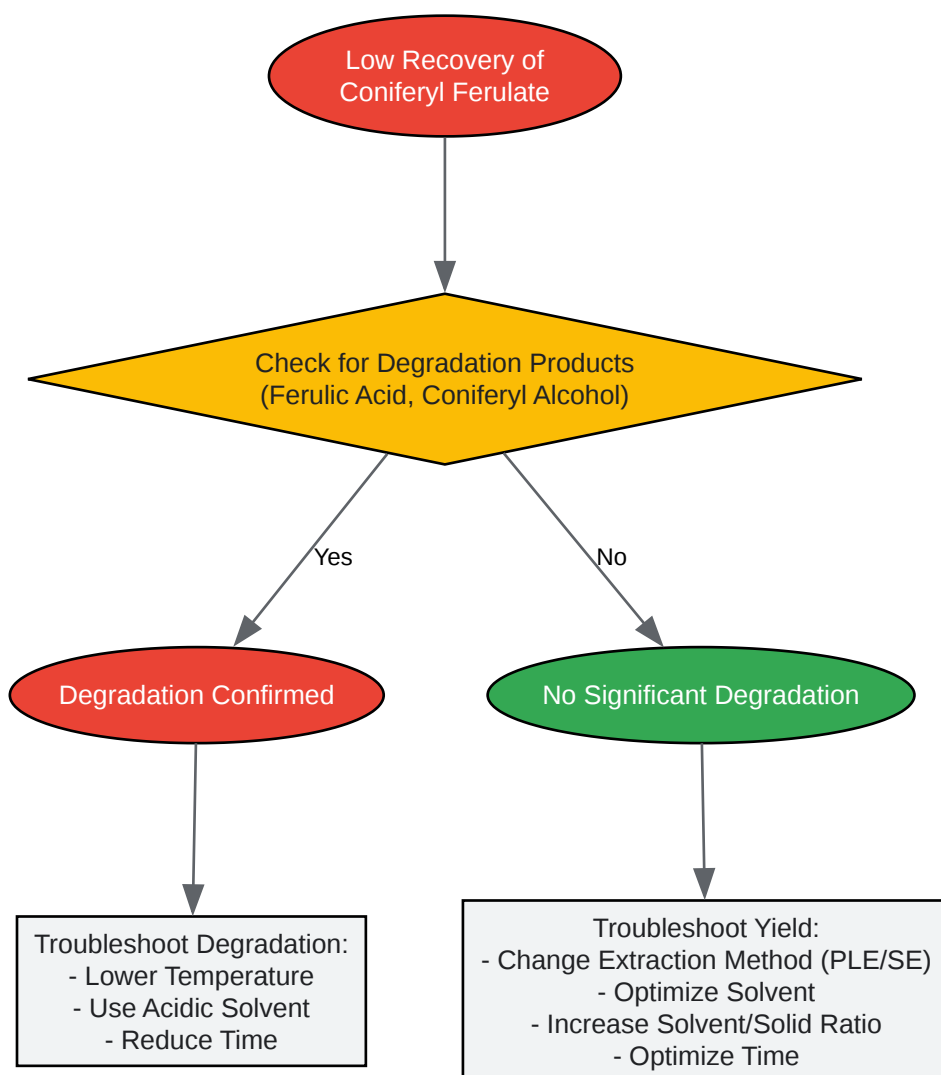 Low Recovery of
Coniferyl Ferulate
Check for Degradation Products
(Ferulic Acid, Coniferyl Alcohol)
Yes
No
Degradation Confirmed
No Significant Degradation
Troubleshoot Degradation:
- Lower Temperature
- Use Acidic Solvent
- Reduce Time
Troubleshoot Yield:
- Change Extraction Method (PLE/SE)
- Optimize Solvent
- Increase Solvent/Solid Ratio
- Optimize Time